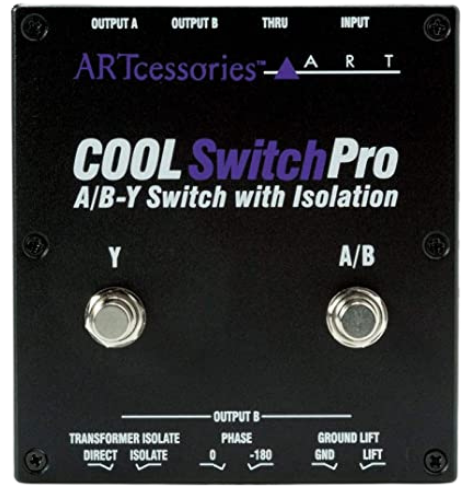 OUTPUT A OUTPUT B THRU INPUT
ARTcessories™ ART
COOL SwitchPro
A/B-Y Switch with Isolation
Y A/B
OUTPUT B
TRANSFORMER ISOLATE PHASE GROUND LIFT
DIRECT ISOLATE 0 -180 GND LIFT